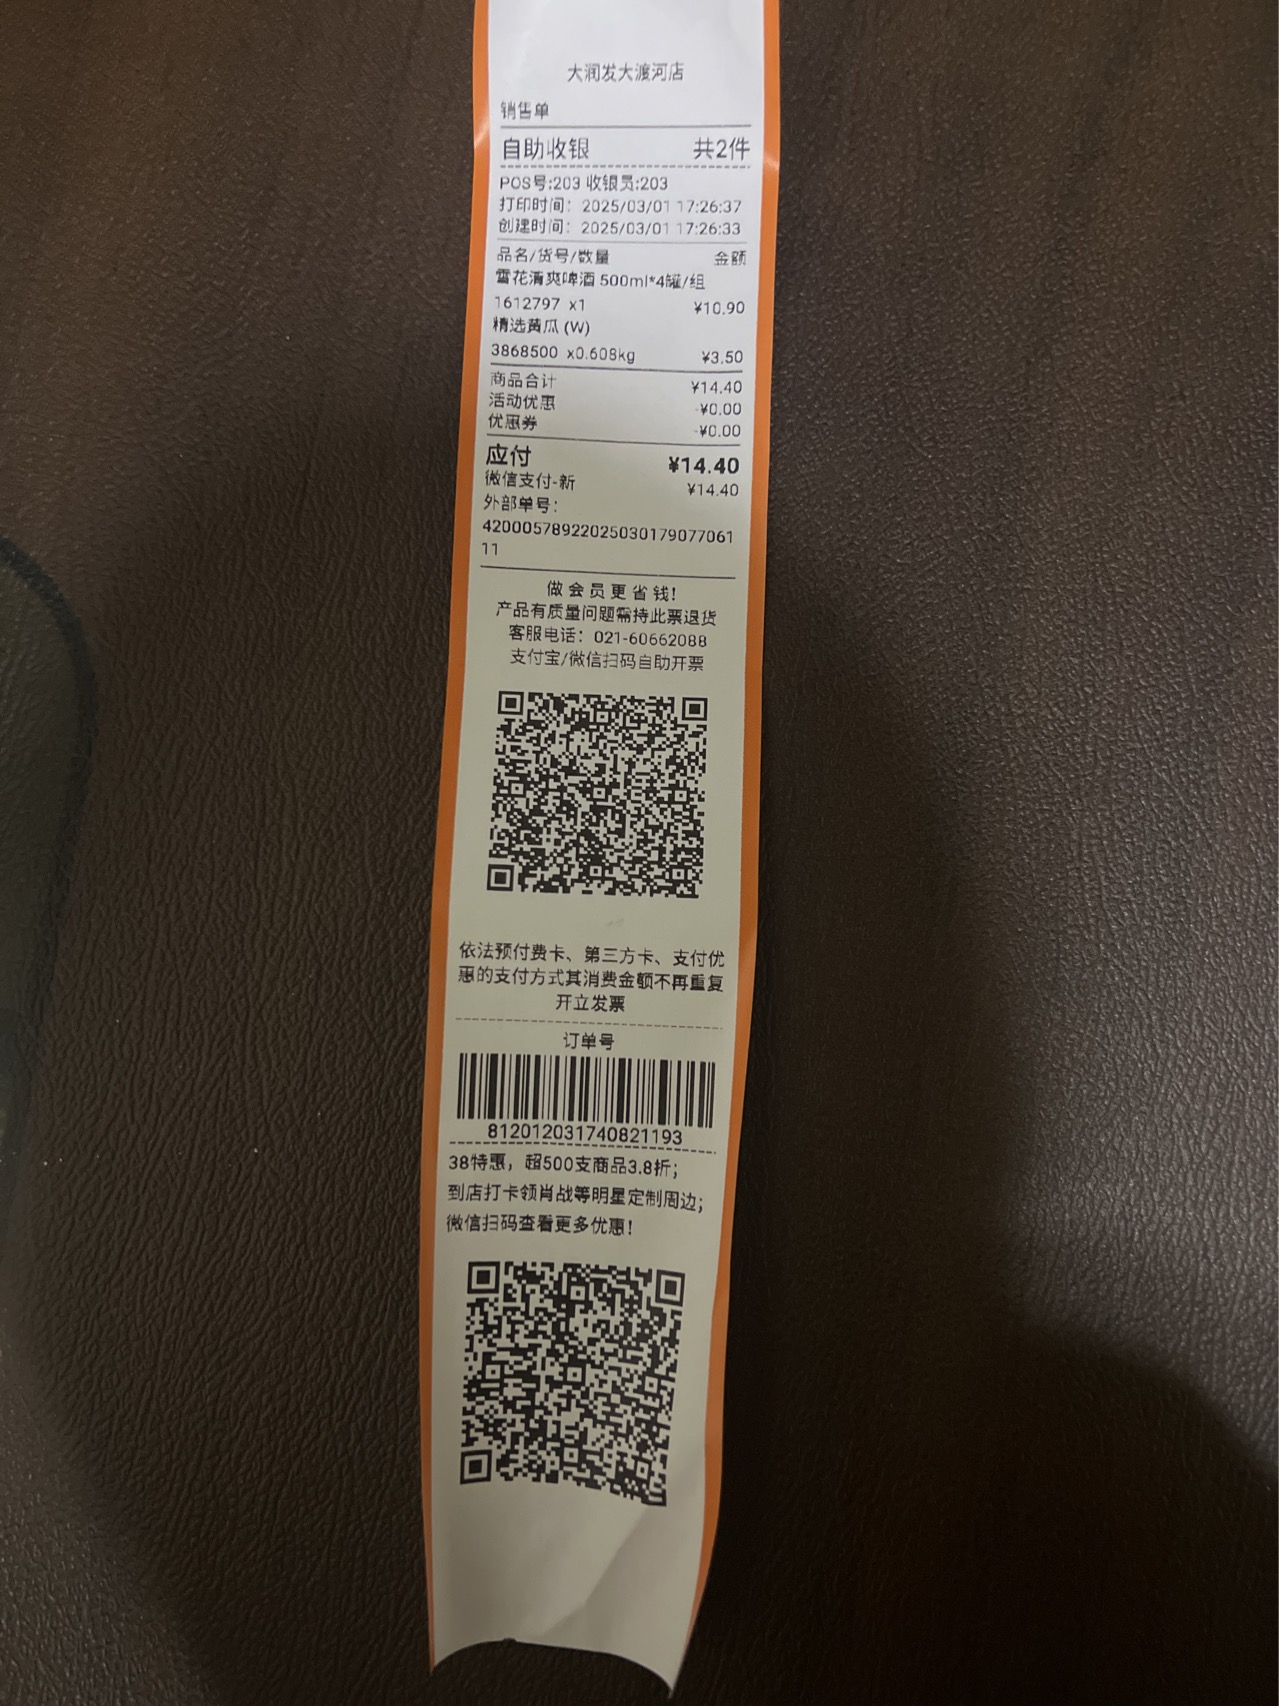 大润发大渡河店
销售单
自助收银 共2件
POS号:203 收银员:203
打印时间： 2025/03/01 17:26:37
创建时间： 2025/03/01 17:26:33
品名/货号/数量 金额
雪花清爽啤酒 500ml*4罐/组
1612797 x1 ¥10.90
精选黄瓜 (W)
3868500 x0.608kg ¥3.50
商品合计 ¥14.40
活动优惠 -¥0.00
优惠券 -¥0.00
应付 ¥14.40
微信支付-新 ¥14.40
外部单号：
42000578922025030179077061
11
做会员更省钱!
产品有质量问题需持此票退货
客服电话： 021-60662088
支付宝/微信扫码自助开票
依法预付费卡、第三方卡、支付优
惠的支付方式其消费金额不再重复
开立发票
订单号
812012031740821193
38特惠，超500支商品3.8折；
到店打卡领肖战等明星定制周边；
微信扫码查看更多优惠!